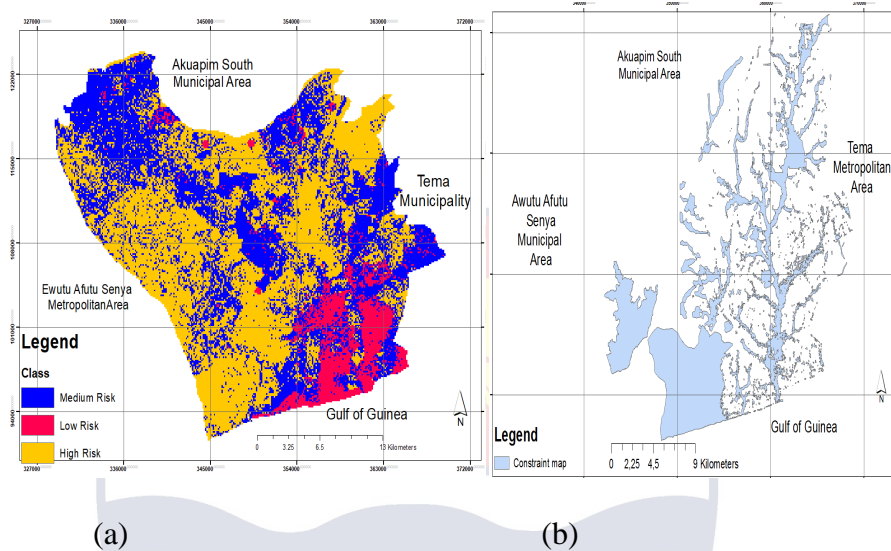 327000 336000 345000 354000 363000 372000
Akuapim South
Municipal Area
122000
115000
108000
101000
94000
Tema
Municipality
Ewutu Afutu Senya
Metropolitan Area
Legend
Class
Medium Risk
Low Risk
High Risk
Gulf of Guinea
N
0 3.25 6.5 13 Kilometers
327000 336000 345000 354000 363000 372000
(a)
Akuapim South
Municipal Area
Tema
Metropolitan
Area
Awutu Afutu
Senya
Municipal
Area
Gulf of Guinea
N
Legend
Constraint map
0 2,25 4,5 9 Kilometers
(b)